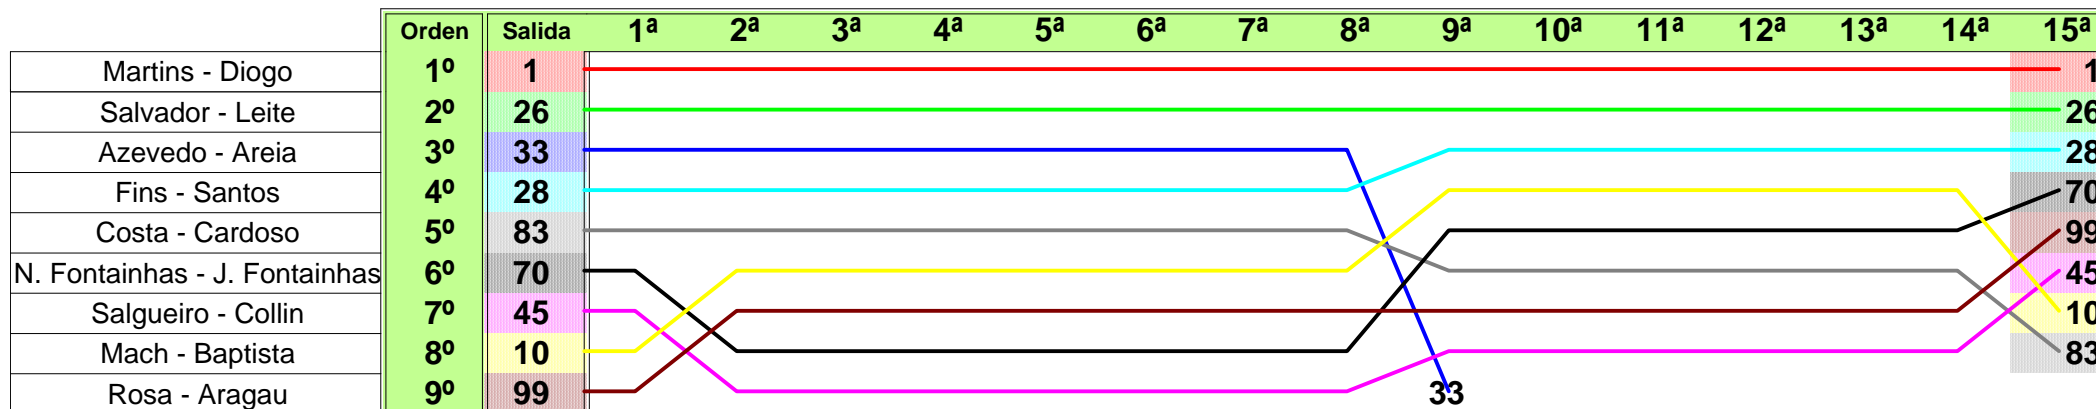 Orden Salida 1ª 2ª 3ª 4ª 5ª 6ª 7ª 8ª 9ª 10ª 11ª 12ª 13ª 14ª 15ª
Martins - Diogo 1º 1 1
Salvador - Leite 2º 26 26
Azevedo - Areia 3º 33 28
Fins - Santos 4º 28 70
Costa - Cardoso 5º 83 99
N. Fontainhas - J. Fontainhas 6º 70 45
Salgueiro - Collin 7º 45 10
Mach - Baptista 8º 10 83
Rosa - Aragau 9º 99 33